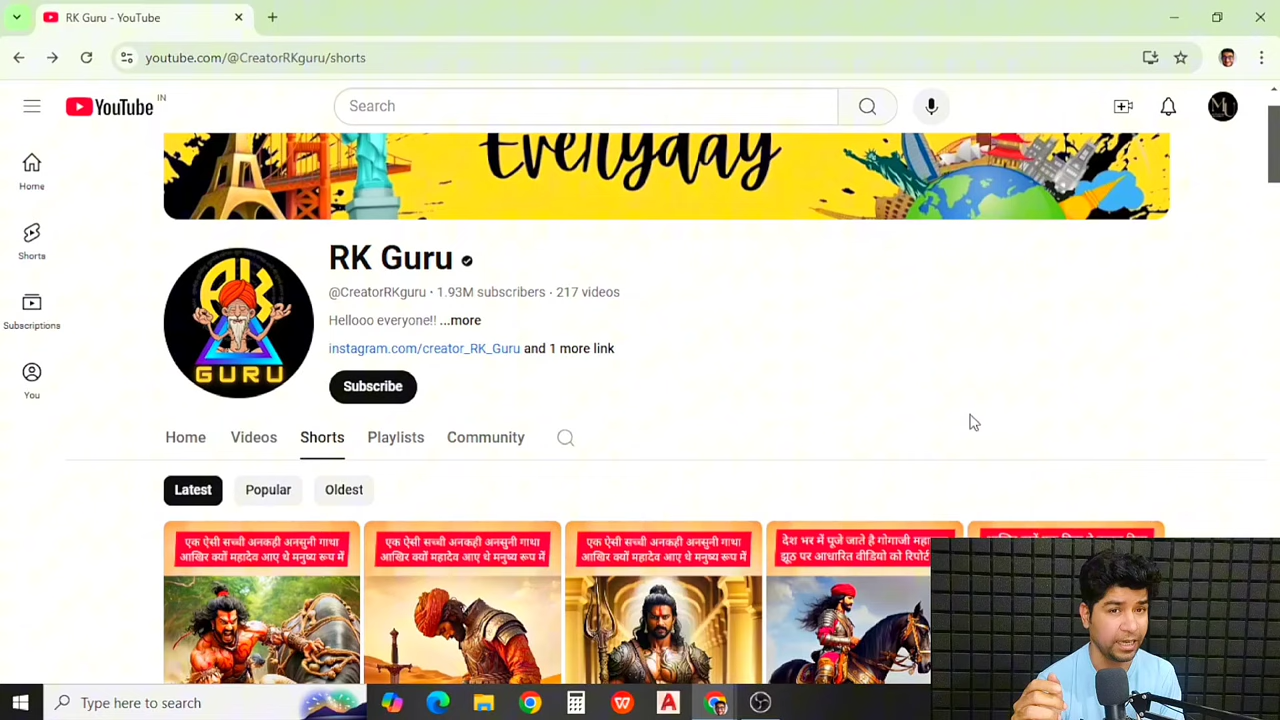 RK Guru - YouTube
youtube.com/@CreatorRKguru/shorts
YouTube IN
Search
MU
Everyday
Home
Shorts
Subscriptions
You
RK
GURU
RK Guru
@CreatorRKguru · 1.93M subscribers · 217 videos
Hellooo everyone!! ...more
instagram.com/creator_RK_Guru and 1 more link
Subscribe
Home Videos Shorts Playlists Community
Latest Popular Oldest
एक ऐसी सच्ची अनकही अनसुनी गाथा
आखिर क्यों महादेव आए थे मनुष्य रूप में
एक ऐसी सच्ची अनकही अनसुनी गाथा
आखिर क्यों महादेव आए थे मनुष्य रूप में
एक ऐसी सच्ची अनकही अनसुनी गाथा
आखिर क्यों महादेव आए थे मनुष्य रूप में
देश भर में पूजे जाते है गोगाजी महा
झूठ पर आधारित वीडियो को रिपोर्ट
Type here to search